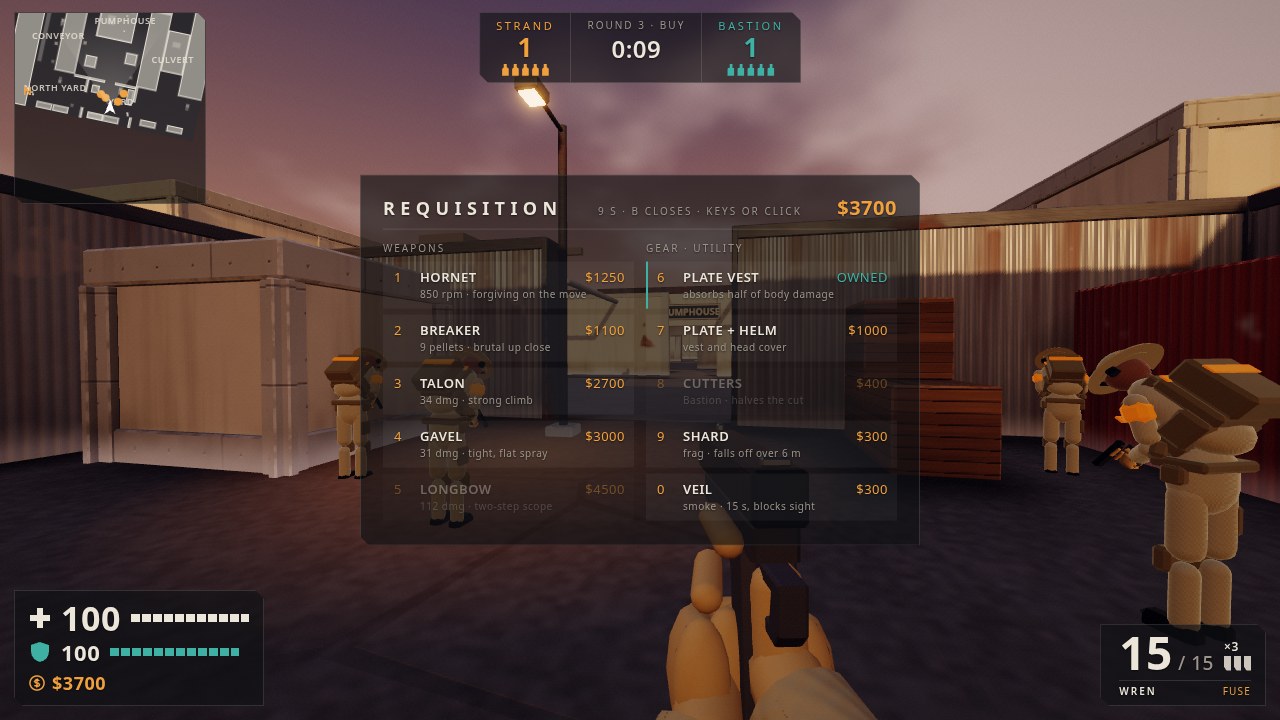 PUMPHOUSE
CONVEYOR
CULVERT
NORTH YARD
STRAND
1
ROUND 3 · BUY
0:09
BASTION
1
REQUISITION
9 S · B CLOSES · KEYS OR CLICK
$3700
WEAPONS
1 HORNET $1250
850 rpm · forgiving on the move
2 BREAKER $1100
9 pellets · brutal up close
3 TALON $2700
34 dmg · strong climb
4 GAVEL $3000
31 dmg · tight, flat spray
5 LONGBOW $4500
112 dmg · two-step scope
GEAR · UTILITY
6 PLATE VEST OWNED
absorbs half of body damage
7 PLATE + HELM $1000
vest and head cover
8 CUTTERS $400
Bastion · halves the cut
9 SHARD $300
frag · falls off over 6 m
0 VEIL $300
smoke · 15 s, blocks sight
PUMPHOUSE
100
100
$ $3700
15 / 15 ×3
WREN FUSE